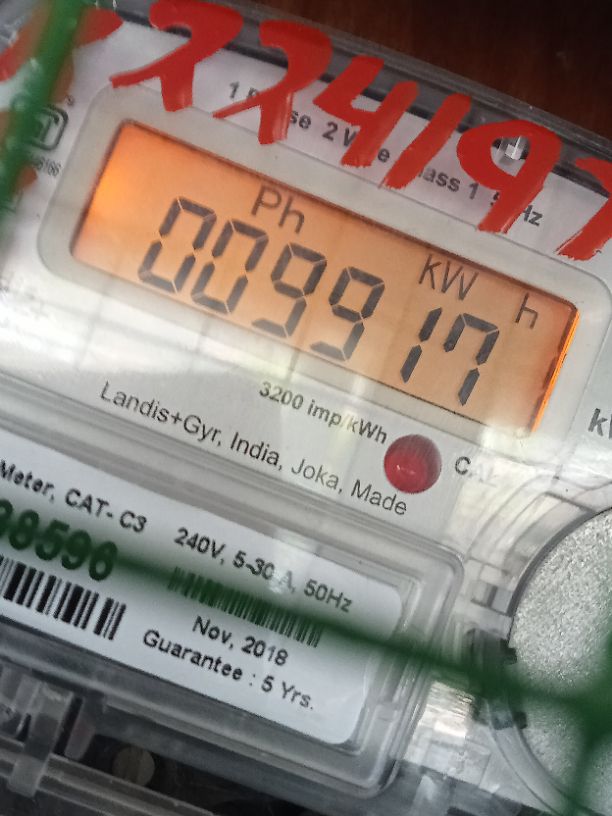 224197
Ph
kW h
009917
3200 imp/kWh
Landis+Gyr, India, Joka, Made
Meter, CAT- C3
240V, 5-30 A, 50Hz
98596
Nov, 2018
Guarantee : 5 Yrs.